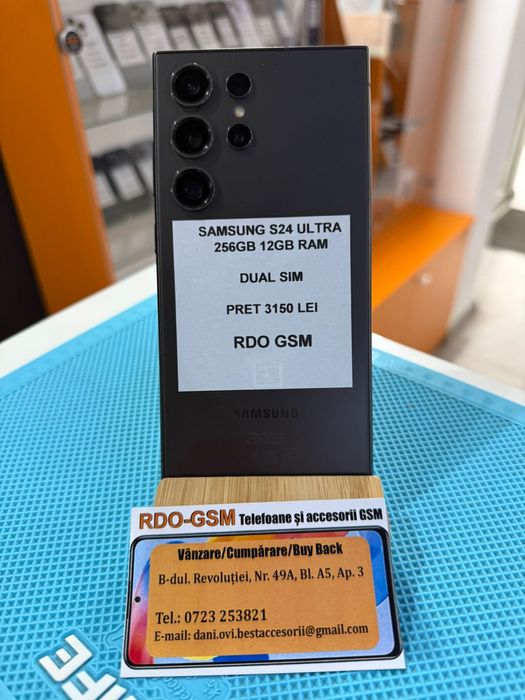 SAMSUNG S24 ULTRA
256GB 12GB RAM
DUAL SIM
PRET 3150 LEI
RDO GSM
SAMSUNG
RDO-GSM Telefoane și accesorii GSM
Vânzare/Cumpărare/Buy Back
B-dul. Revoluției, Nr. 49A, Bl. A5, Ap. 3
Tel.: 0723 253821
E-mail: dani.ovi.bestaccesorii@gmail.com